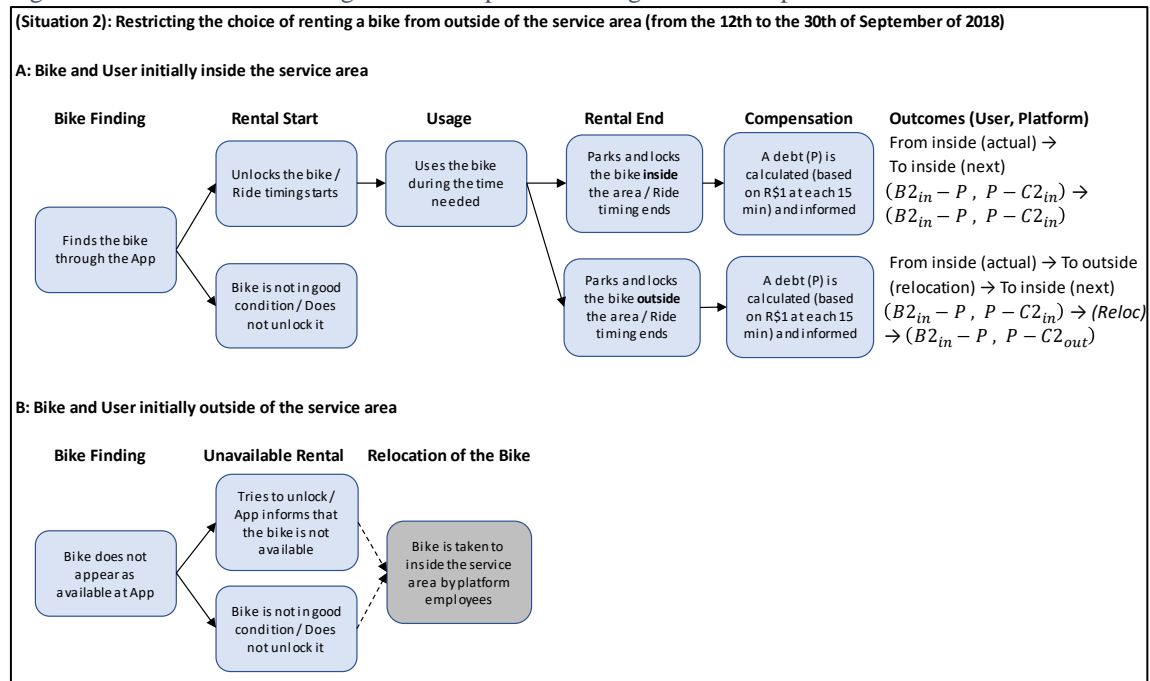 (Situation 2): Restricting the choice of renting a bike from outside of the service area (from the 12th to the 30th of September of 2018)
A: Bike and User initially inside the service area
Bike Finding
Rental Start
Usage
Rental End
Compensation
Outcomes (User, Platform)
Finds the bike
through the App
Unlocks the bike /
Ride timing starts
Bike is not in good
condition / Does
not unlock it
Uses the bike
during the time
needed
Parks and locks
the bike inside
the area / Ride
timing ends
A debt (P) is
calculated (based
on R$1 at each 15
min) and informed
From inside (actual) →
To inside (next)
(B2in − P , P − C2in) →
(B2in − P , P − C2in)
Parks and locks
the bike outside
the area / Ride
timing ends
A debt (P) is
calculated (based
on R$1 at each 15
min) and informed
From inside (actual) → To outside
(relocation) → To inside (next)
(B2in − P , P − C2in) → (Reloc)
→ (B2in − P , P − C2out)
B: Bike and User initially outside of the service area
Bike Finding
Unavailable Rental
Relocation of the Bike
Bike does not
appear as
available at App
Tries to unlock /
App informs that
the bike is not
available
Bike is not in good
condition / Does
not unlock it
Bike is taken to
inside the service
area by platform
employees